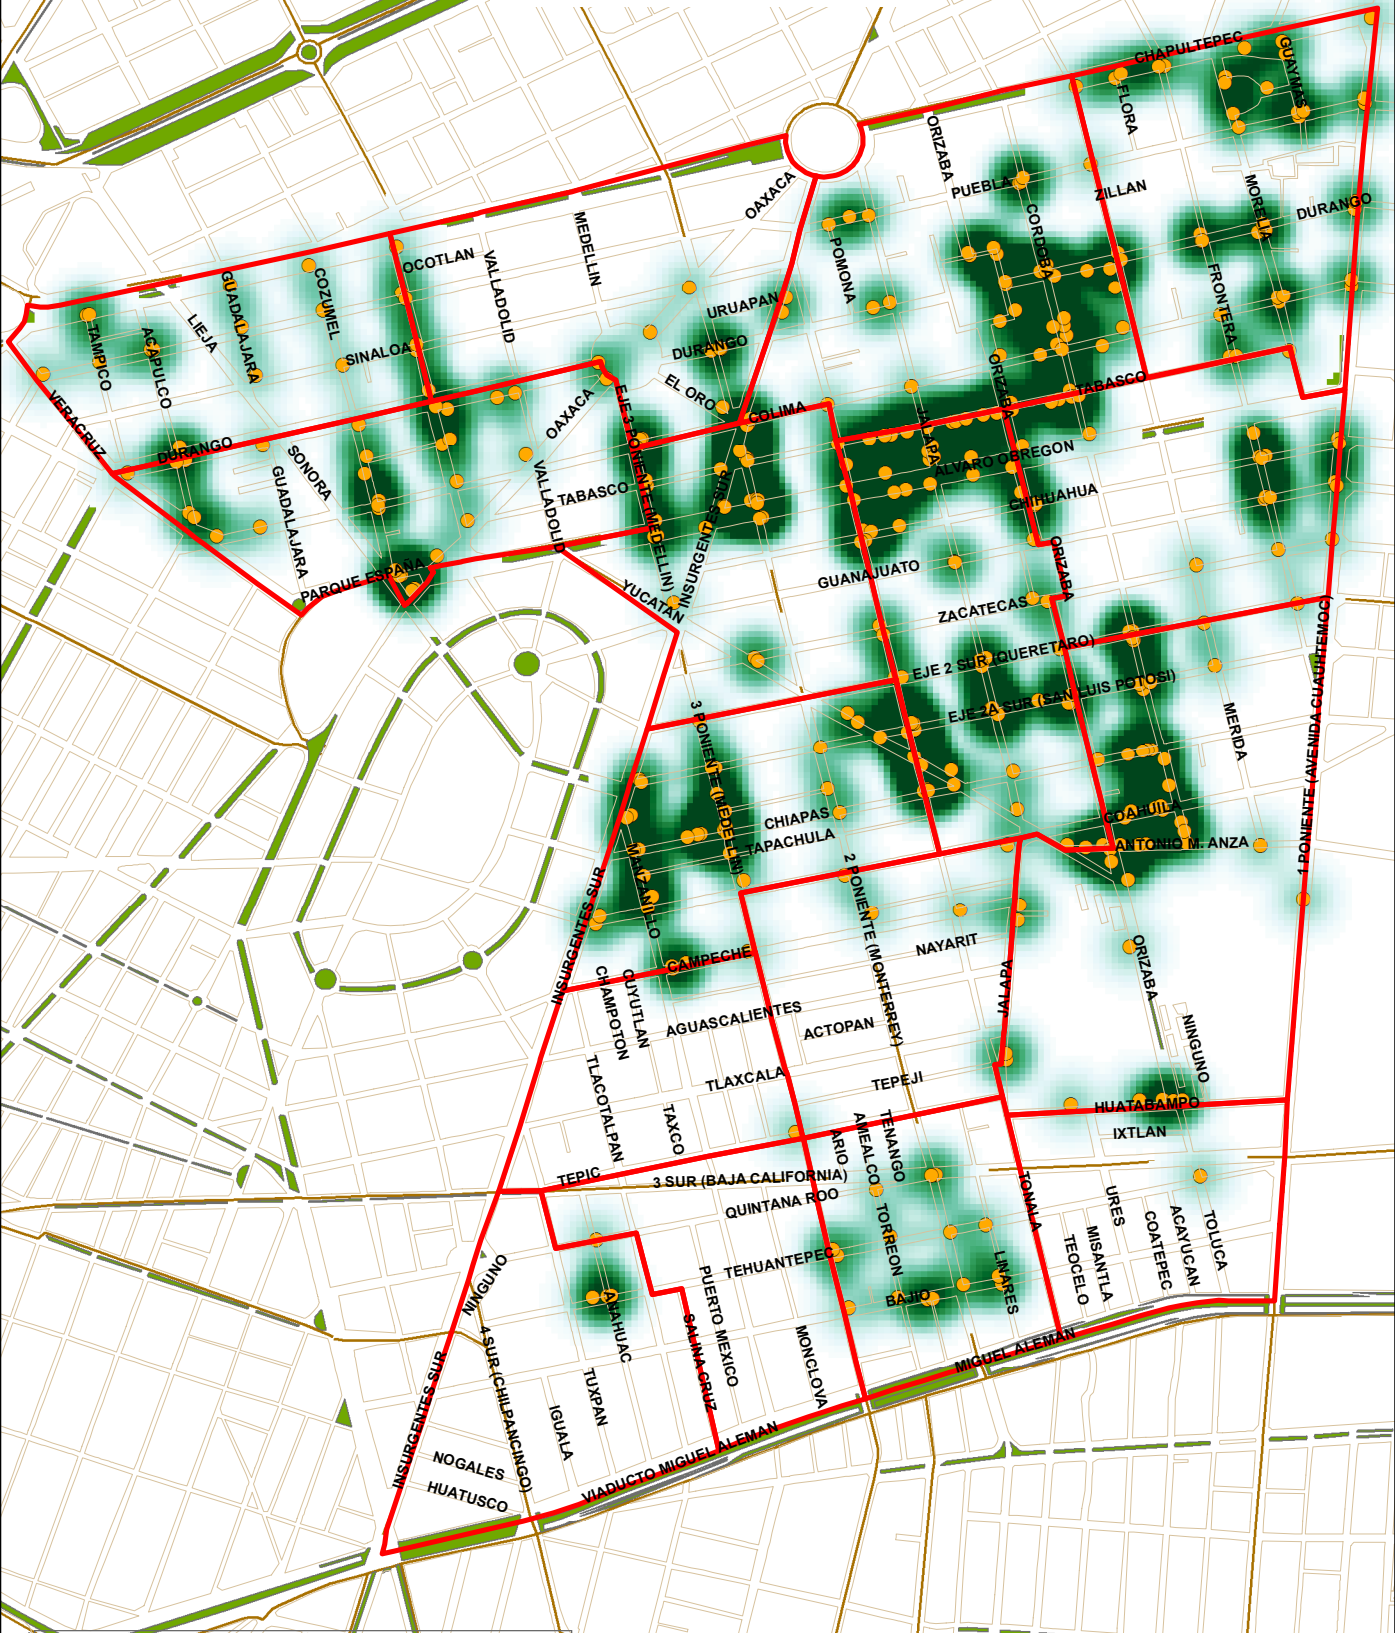 CHAPULTEPEC
GUAYMAS
FLORA
ORIZABA
PUEBLA
ZILLAN
MORELIA
DURANGO
OAXACA
CORDOBA
MEDELLIN
POMONA
OCOTLAN
VALLADOLID
GUADALAJARA
COZUMEL
FRONTERA
URUAPAN
LIEJA
TAMPICO
ACAPULCO
SINALOA
DURANGO
EL ORO
ORIZABA
TABASCO
VERACRUZ
OAXACA
EJE 3 PONIENTE (MEDELLIN)
COLIMA
JALAPA
DURANGO
SONORA
ALVARO OBREGON
GUADALAJARA
VALLADOLID
TABASCO
INSURGENTES SUR
CHIHUAHUA
PARQUE ESPAÑA
YUCATAN
GUANAJUATO
ORIZABA
ZACATECAS
EJE 2 SUR (QUERETARO)
EJE 2A SUR (SAN LUIS POTOSI)
1 PONIENTE (AVENIDA CUAUHTEMOC)
3 PONIENTE (MEDELLIN)
MERIDA
CHIAPAS
TAPACHULA
COAHUILA
ANTONIO M. ANZA
MANZANILLO
INSURGENTES SUR
2 PONIENTE (MONTERREY)
CAMPECHE
NAYARIT
ORIZABA
JALAPA
CHAMPOTON
CUYUTLAN
AGUASCALIENTES
ACTOPAN
NINGUNO
TLACOTALPAN
TLAXCALA
TEPEJI
TAXCO
HUATABAMPO
IXTLAN
ARIO
AMEALCO
TENANGO
TEPIC
3 SUR (BAJA CALIFORNIA)
QUINTANA ROO
TONALA
TORREON
URES
COATEPEC
ACAYUCAN
TOLUCA
TEOCELO
MISANTLA
TEHUANTEPEC
LINARES
BAJIO
NINGUNO
PUERTO MEXICO
ANAHUAC
SALINA CRUZ
MONCLOVA
MIGUEL ALEMAN
4 SUR (CHILPANCINGO)
INSURGENTES SUR
TUXPAN
IGUALA
VIADUCTO MIGUEL ALEMAN
NOGALES
HUATUSCO